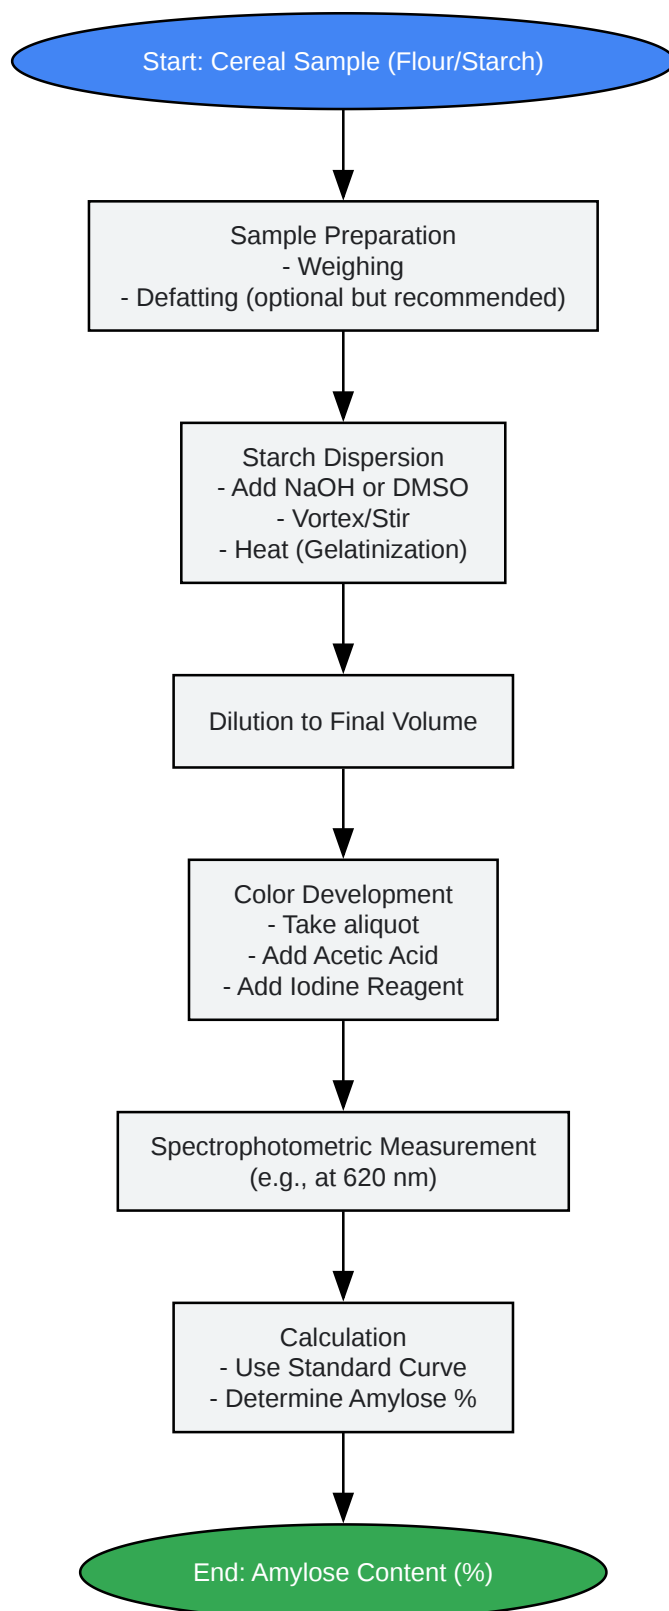 Start: Cereal Sample (Flour/Starch)
Sample Preparation
- Weighing
- Defatting (optional but recommended)
Starch Dispersion
- Add NaOH or DMSO
- Vortex/Stir
- Heat (Gelatinization)
Dilution to Final Volume
Color Development
- Take aliquot
- Add Acetic Acid
- Add Iodine Reagent
Spectrophotometric Measurement
(e.g., at 620 nm)
Calculation
- Use Standard Curve
- Determine Amylose %
End: Amylose Content (%)